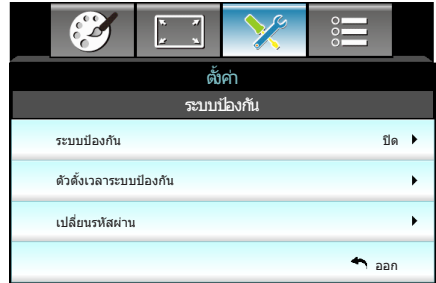 ตั้งค่า
ระบบป้องกัน
ระบบป้องกัน ปิด
ตัวตั้งเวลาระบบป้องกัน
เปลี่ยนรหัสผ่าน
ออก